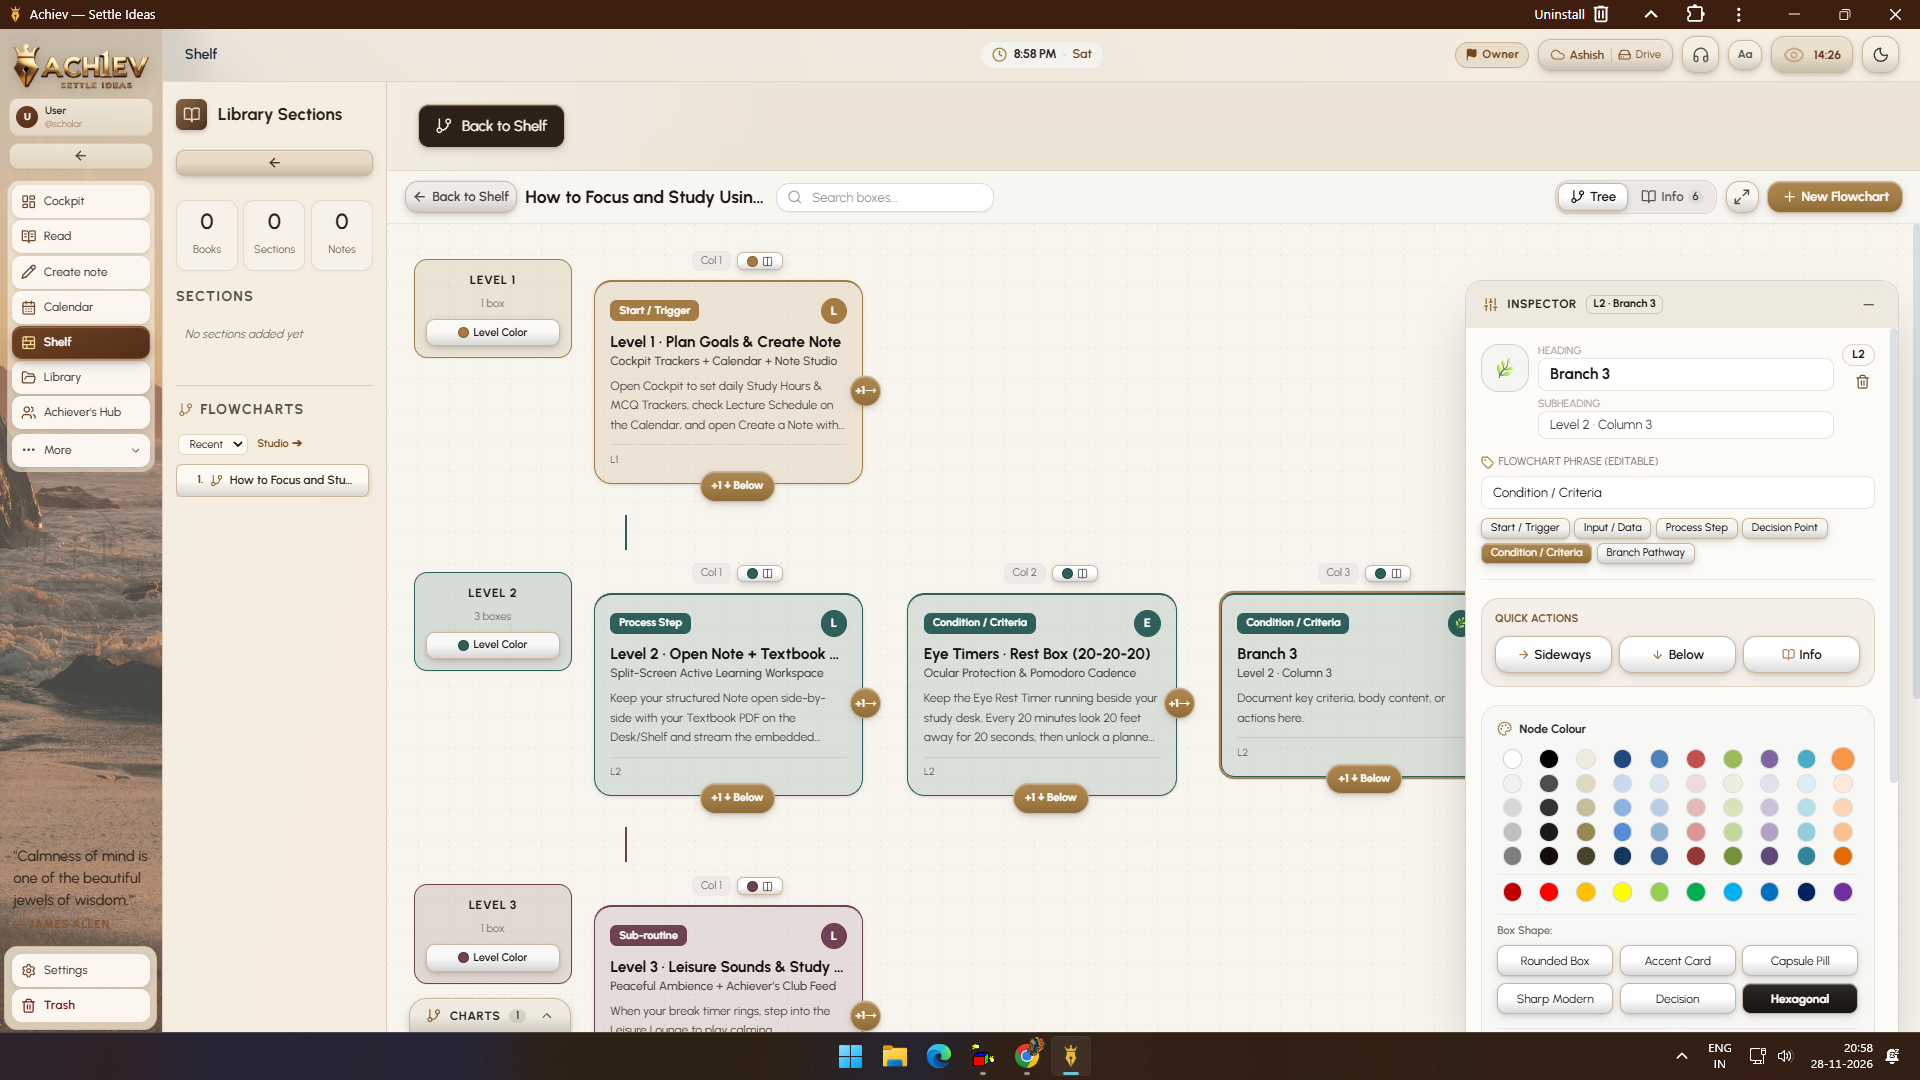 Achiev — Settle Ideas
Uninstall
ACHIEV
SETTLE IDEAS
Shelf
8:58 PM · Sat
Owner
Ashish
Drive
Aa
14:26
U
User
@scholar
Cockpit
Read
Create note
Calendar
Shelf
Library
Achiever's Hub
More
"Calmness of mind is
one of the beautiful
jewels of wisdom."
— JAMES ALLEN
Settings
Trash
Library Sections
0
Books
0
Sections
0
Notes
SECTIONS
No sections added yet
FLOWCHARTS
Recent
Studio ➔
1. How to Focus and Stu...
Back to Shelf
Back to Shelf
How to Focus and Study Usin...
Search boxes...
Tree
Info 6
+ New Flowchart
LEVEL 1
1 box
Level Color
Col 1
Start / Trigger
L
Level 1 · Plan Goals & Create Note
Cockpit Trackers + Calendar + Note Studio
Open Cockpit to set daily Study Hours &
MCQ Trackers, check Lecture Schedule on
the Calendar, and open Create a Note with...
L1
+1→
+1 ↓ Below
LEVEL 2
3 boxes
Level Color
Col 1
Process Step
L
Level 2 · Open Note + Textbook ...
Split-Screen Active Learning Workspace
Keep your structured Note open side-by-
side with your Textbook PDF on the
Desk/Shelf and stream the embedded...
L2
+1→
+1 ↓ Below
Col 2
Condition / Criteria
E
Eye Timers · Rest Box (20-20-20)
Ocular Protection & Pomodoro Cadence
Keep the Eye Rest Timer running beside your
study desk. Every 20 minutes look 20 feet
away for 20 seconds, then unlock a planne...
L2
+1→
+1 ↓ Below
Col 3
Condition / Criteria
Branch 3
Level 2 · Column 3
Document key criteria, body content, or
actions here.
L2
+1 ↓ Below
LEVEL 3
1 box
Level Color
Col 1
Sub-routine
L
Level 3 · Leisure Sounds & Study ...
Peaceful Ambience + Achiever's Club Feed
When your break timer rings, step into the
Leisure Lounge to play calming
+1→
CHARTS 1
INSPECTOR
L2 · Branch 3
HEADING
Branch 3
L2
SUBHEADING
Level 2 · Column 3
FLOWCHART PHRASE (EDITABLE)
Condition / Criteria
Start / Trigger
Input / Data
Process Step
Decision Point
Condition / Criteria
Branch Pathway
QUICK ACTIONS
→ Sideways
↓ Below
Info
Node Colour
Box Shape:
Rounded Box
Accent Card
Capsule Pill
Sharp Modern
Decision
Hexagonal
ENG
IN
20:58
28-11-2026